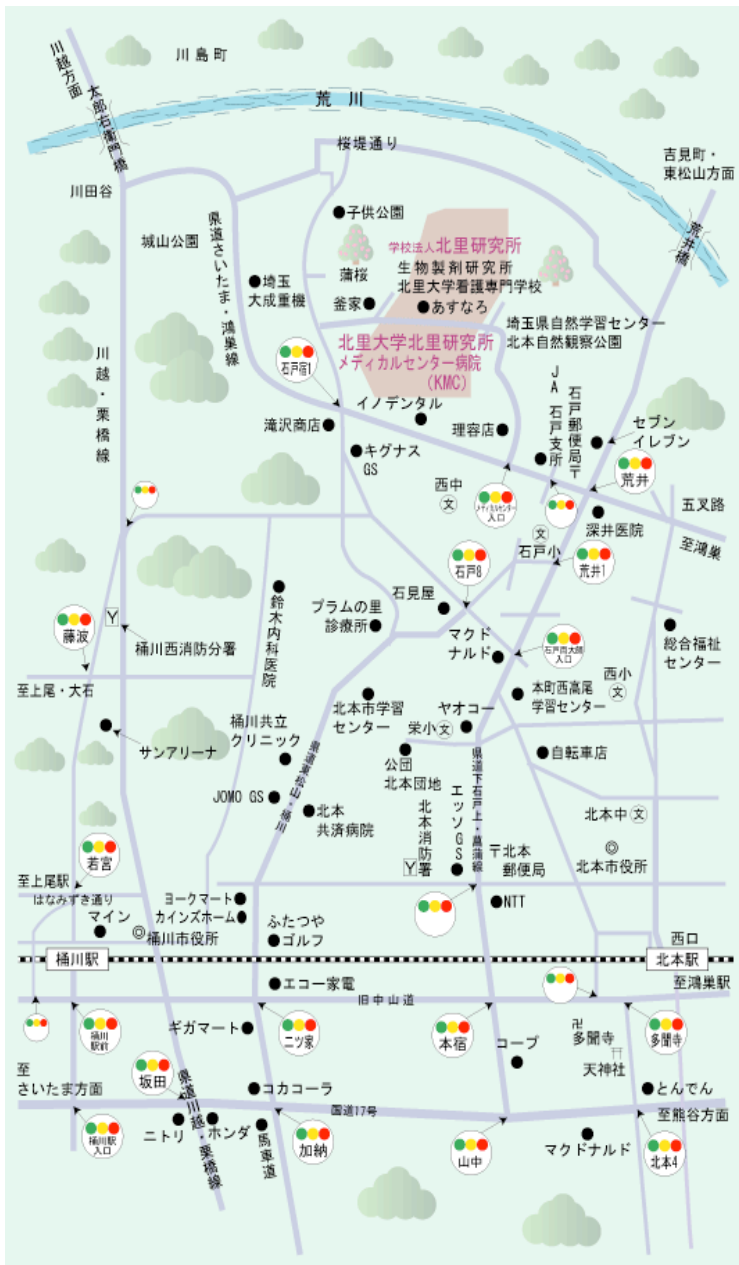 川島町
川越方面
太郎右衛門橋
荒川
桜堤通り
吉見町・
東松山方面
荒井橋
川田谷
城山公園
県道さいたま・鴻巣線
子供公園
学校法人北里研究所
生物製剤研究所
北里大学看護専門学校
あすなろ
蒲桜
釜家
埼玉
大成重機
埼玉県自然学習センター
北本自然観察公園
北里大学北里研究所
メディカルセンター病院
(KMC)
川越・栗橋線
石戸宿1
イノデンタル
滝沢商店
キグナス
GS
理容店
JA 石戸支所
石戸郵便局〒
セブン
イレブン
荒井
西中
文
メディカルセンター
入口
五叉路
深井医院
至鴻巣
文
石戸小
荒井1
石戸8
石見屋
プラムの里
診療所
鈴木内科医院
マクド
ナルド
石戸四大師
入口
総合福祉
センター
藤波
Y
桶川西消防分署
至上尾・大石
サンアリーナ
桶川共立
クリニック
北本市学習
センター
ヤオコー
栄小文
本町西高尾
学習センター
西小
文
公団
北本団地
自転車店
県道東松山・桶川
県道下石戸上・菖蒲線
JOMO GS
北本
共済病院
北本消防署
Y
エッソGS
〒北本
郵便局
北本中文
◎
北本市役所
若宮
至上尾駅
はなみずき通り
マイン
◎
桶川市役所
ヨークマート
カインズホーム
ふたつや
ゴルフ
NTT
西口
桶川駅
北本駅
エコー家電
旧中山道
至鴻巣駅
桶川
駅前
ギガマート
二ツ家
本宿
コープ
卍
多聞寺
天神社
多聞寺
至
さいたま方面
坂田
県道川越・栗橋線
コカコーラ
国道17号
とんでん
至熊谷方面
桶川駅
入口
ニトリ
ホンダ
馬車道
加納
山中
マクドナルド
北本4